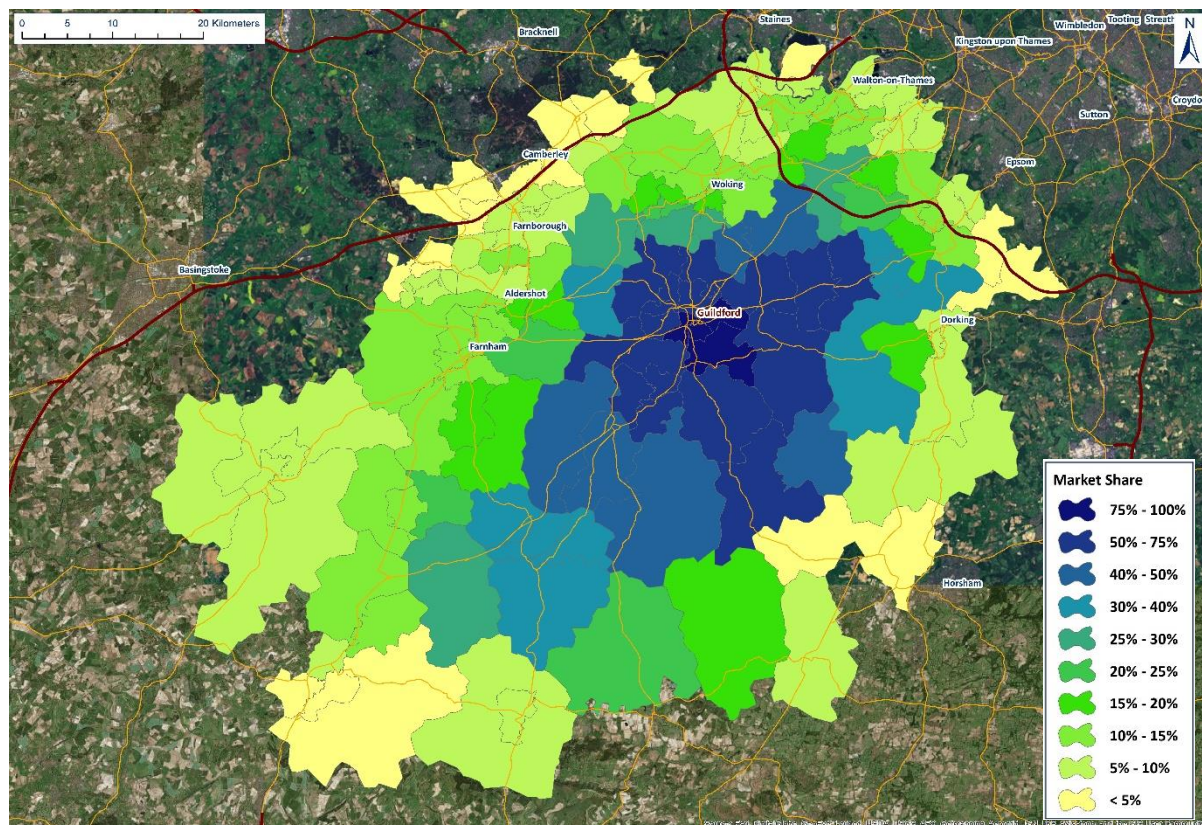 0 5 10 20 Kilometers
N
Staines
Wimbledon
Tooting
Streath
Bracknell
Kingston upon Thames
Walton-on-Thames
Croydo
Sutton
Camberley
Epsom
Woking
Farnborough
Basingstoke
Aldershot
Guildford
Dorking
Farnham
Horsham
Market Share
75% - 100%
50% - 75%
40% - 50%
30% - 40%
25% - 30%
20% - 25%
15% - 20%
10% - 15%
5% - 10%
< 5%